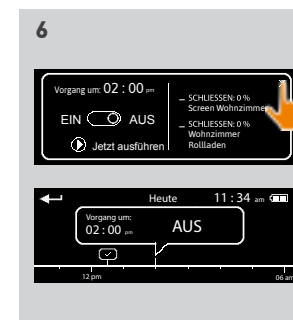 6
Vorgang um: 02 : 00 pm
EIN AUS
Jetzt ausführen
– SCHLIESSEN: 0 %
Screen Wohnzimmer
– SCHLIESSEN: 0 %
Wohnzimmer
Rollladen
Heute 11 : 34 am
Vorgang um:
02 : 00 pm
AUS
12 pm 06 am